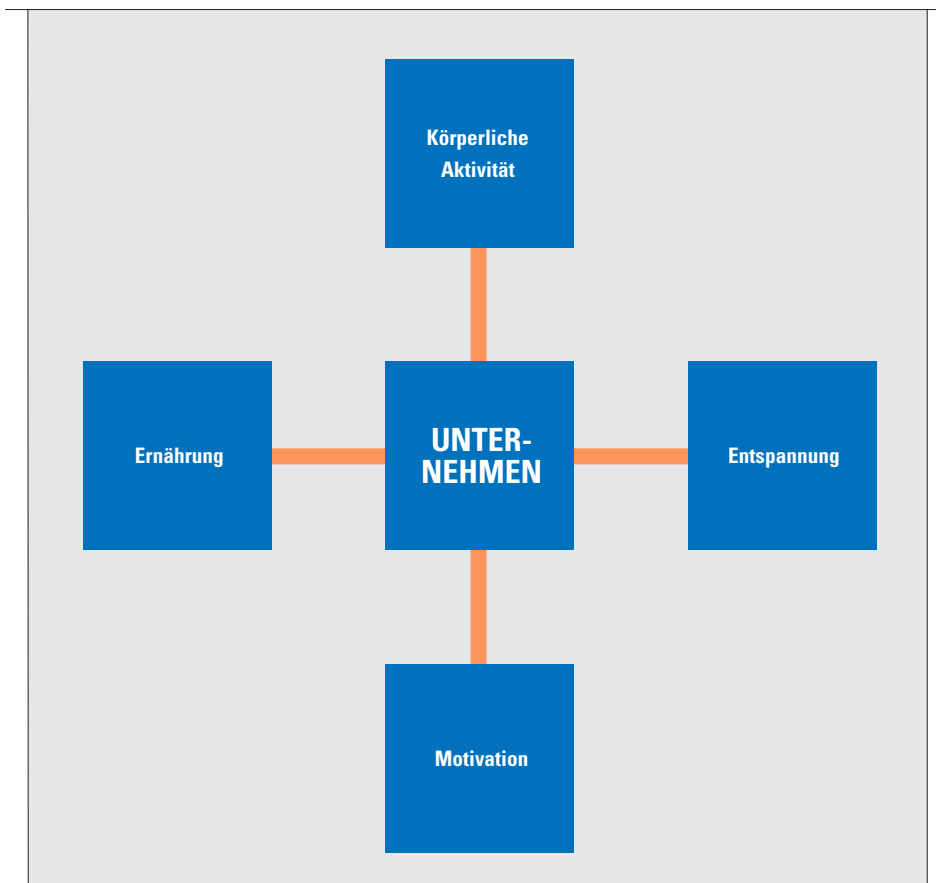 Körperliche
Aktivität
Ernährung
UNTER-
NEHMEN
Entspannung
Motivation